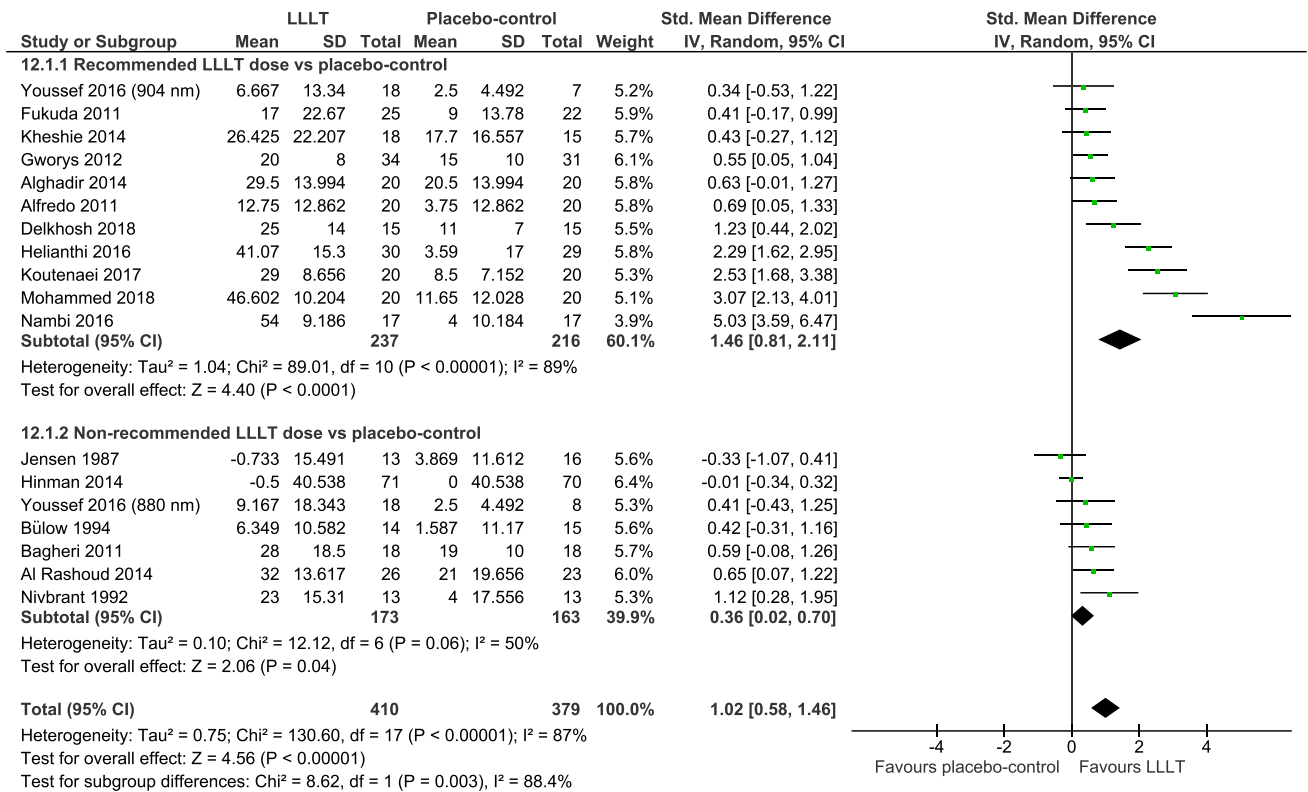 LLLT Placebo-control Std. Mean Difference Std. Mean Difference
Study or Subgroup Mean SD Total Mean SD Total Weight IV, Random, 95% CI IV, Random, 95% CI
12.1.1 Recommended LLLT dose vs placebo-control
Youssef 2016 (904 nm) 6.667 13.34 18 2.5 4.492 7 5.2% 0.34 [-0.53, 1.22]
Fukuda 2011 17 22.67 25 9 13.78 22 5.9% 0.41 [-0.17, 0.99]
Kheshie 2014 26.425 22.207 18 17.7 16.557 15 5.7% 0.43 [-0.27, 1.12]
Gworys 2012 20 8 34 15 10 31 6.1% 0.55 [0.05, 1.04]
Alghadir 2014 29.5 13.994 20 20.5 13.994 20 5.8% 0.63 [-0.01, 1.27]
Alfredo 2011 12.75 12.862 20 3.75 12.862 20 5.8% 0.69 [0.05, 1.33]
Delkhosh 2018 25 14 15 11 7 15 5.5% 1.23 [0.44, 2.02]
Helianthi 2016 41.07 15.3 30 3.59 17 29 5.8% 2.29 [1.62, 2.95]
Koutenaei 2017 29 8.656 20 8.5 7.152 20 5.3% 2.53 [1.68, 3.38]
Mohammed 2018 46.602 10.204 20 11.65 12.028 20 5.1% 3.07 [2.13, 4.01]
Nambi 2016 54 9.186 17 4 10.184 17 3.9% 5.03 [3.59, 6.47]
Subtotal (95% CI) 237 216 60.1% 1.46 [0.81, 2.11]
Heterogeneity: Tau² = 1.04; Chi² = 89.01, df = 10 (P < 0.00001); I² = 89%
Test for overall effect: Z = 4.40 (P < 0.0001)
12.1.2 Non-recommended LLLT dose vs placebo-control
Jensen 1987 -0.733 15.491 13 3.869 11.612 16 5.6% -0.33 [-1.07, 0.41]
Hinman 2014 -0.5 40.538 71 0 40.538 70 6.4% -0.01 [-0.34, 0.32]
Youssef 2016 (880 nm) 9.167 18.343 18 2.5 4.492 8 5.3% 0.41 [-0.43, 1.25]
Bülow 1994 6.349 10.582 14 1.587 11.17 15 5.6% 0.42 [-0.31, 1.16]
Bagheri 2011 28 18.5 18 19 10 18 5.7% 0.59 [-0.08, 1.26]
Al Rashoud 2014 32 13.617 26 21 19.656 23 6.0% 0.65 [0.07, 1.22]
Nivbrant 1992 23 15.31 13 4 17.556 13 5.3% 1.12 [0.28, 1.95]
Subtotal (95% CI) 173 163 39.9% 0.36 [0.02, 0.70]
Heterogeneity: Tau² = 0.10; Chi² = 12.12, df = 6 (P = 0.06); I² = 50%
Test for overall effect: Z = 2.06 (P = 0.04)
Total (95% CI) 410 379 100.0% 1.02 [0.58, 1.46]
Heterogeneity: Tau² = 0.75; Chi² = 130.60, df = 17 (P < 0.00001); I² = 87%
Test for overall effect: Z = 4.56 (P < 0.00001)
Test for subgroup differences: Chi² = 8.62, df = 1 (P = 0.003), I² = 88.4%
-4 -2 0 2 4
Favours placebo-control Favours LLLT